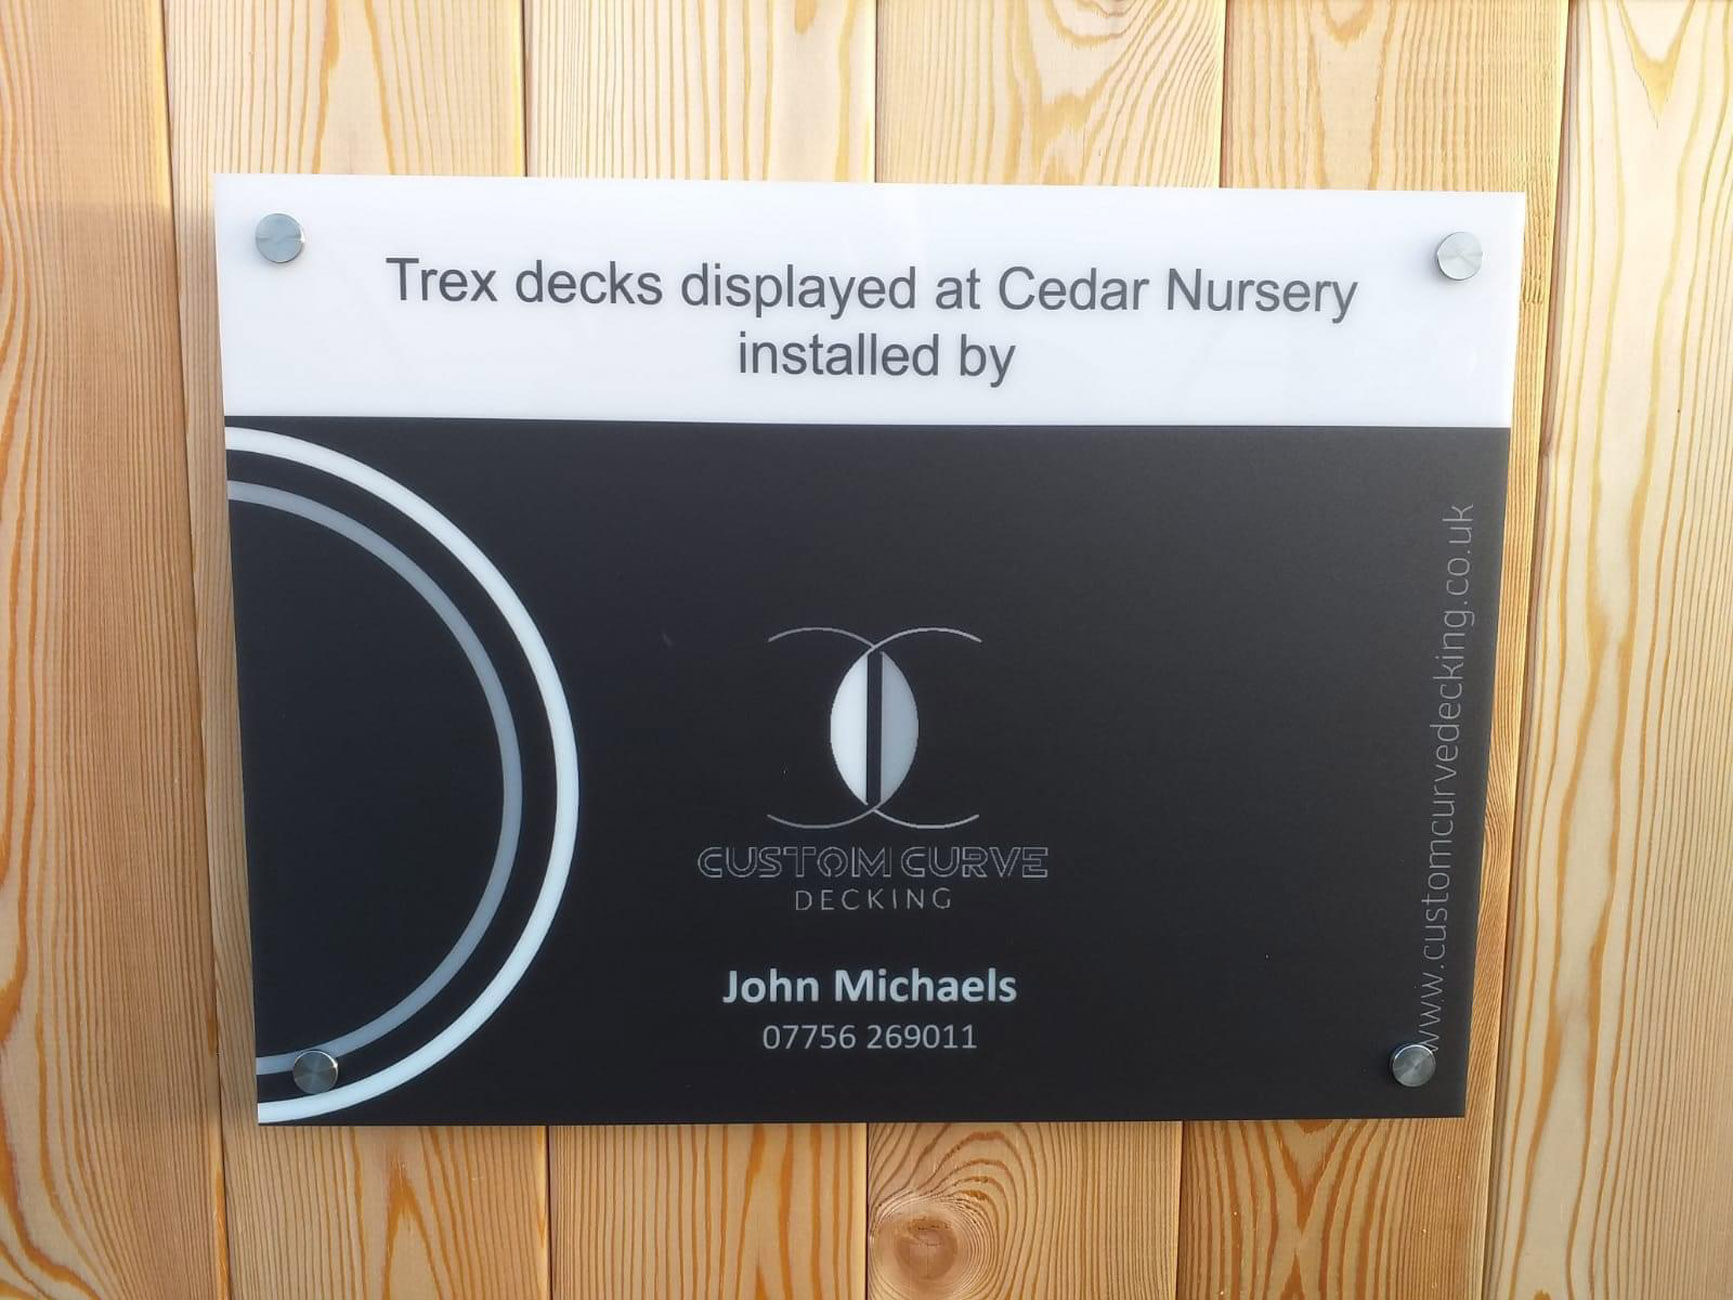 Trex decks displayed at Cedar Nursery
installed by
CUSTOM CURVE
DECKING
John Michaels
07756 269011
www.customcurvedecking.co.uk